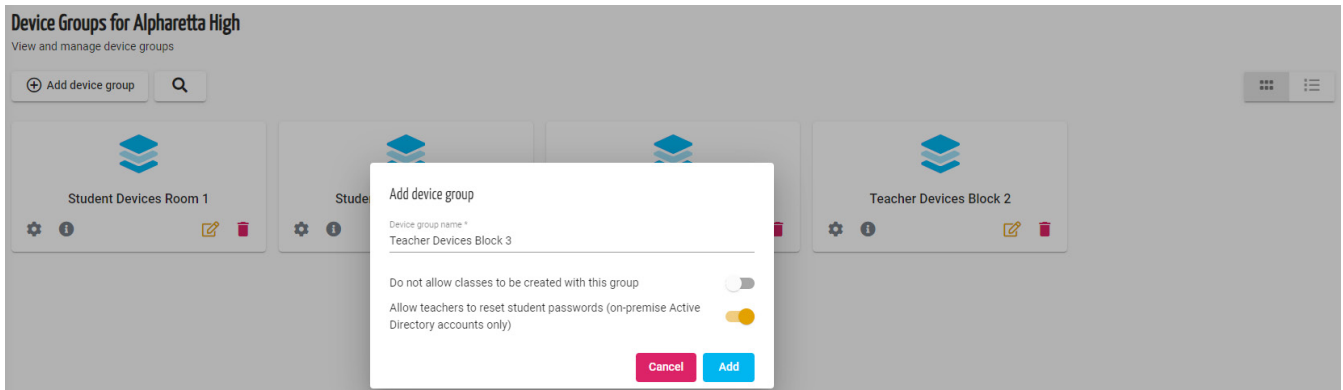 Device Groups for Alpharetta High
View and manage device groups
Add device group
Student Devices Room 1
Stude
Teacher Devices Block 2
Add device group
Device group name *
Teacher Devices Block 3
Do not allow classes to be created with this group
Allow teachers to reset student passwords (on-premise Active
Directory accounts only)
Cancel
Add